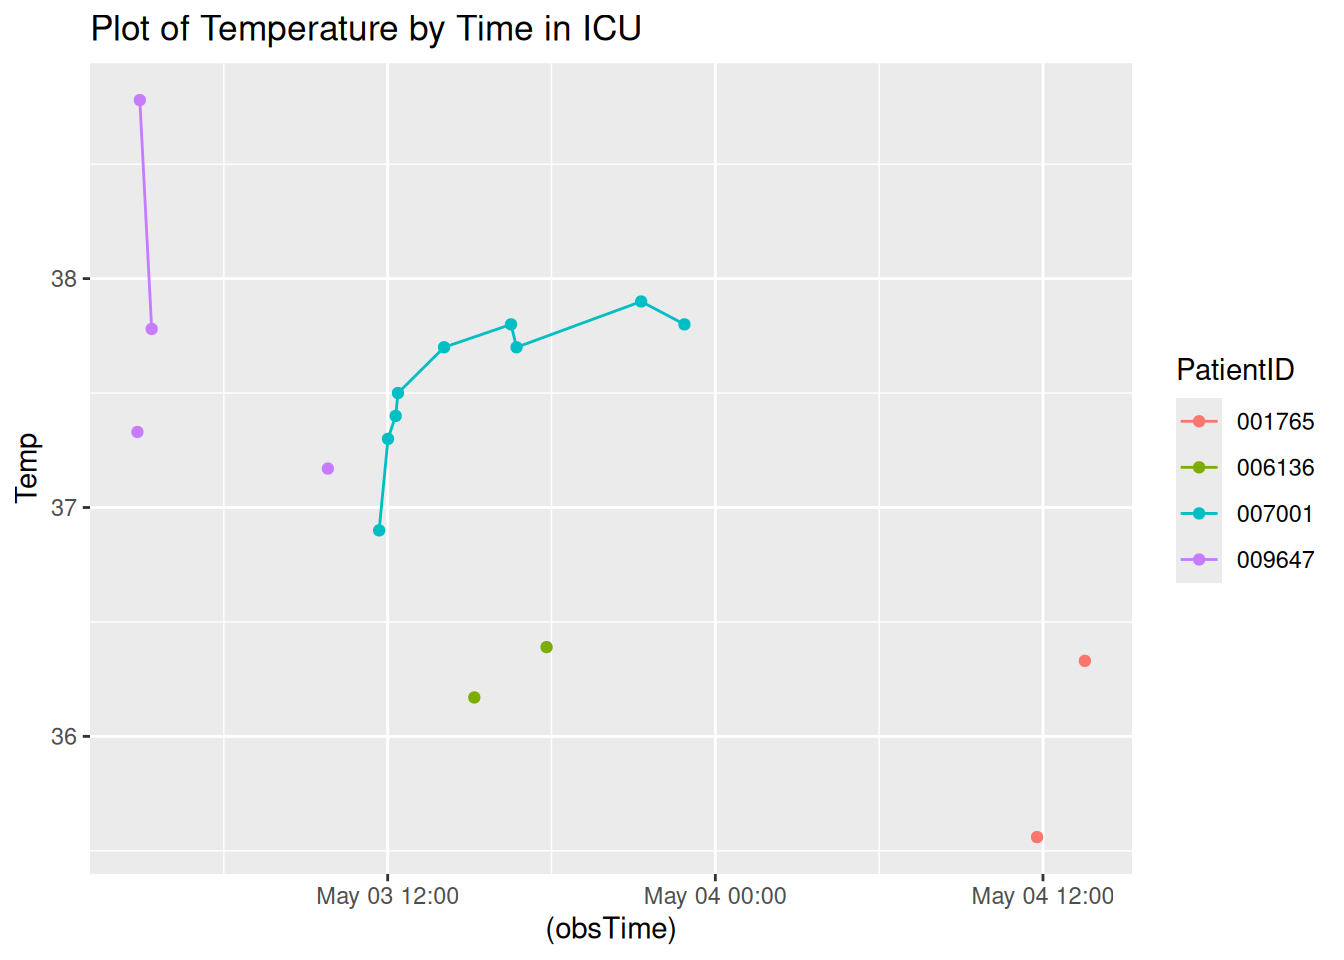 Plot of Temperature by Time in ICU
Temp
38
37
36
May 03 12:00
May 04 00:00
May 04 12:00
(obsTime)
PatientID
001765
006136
007001
009647